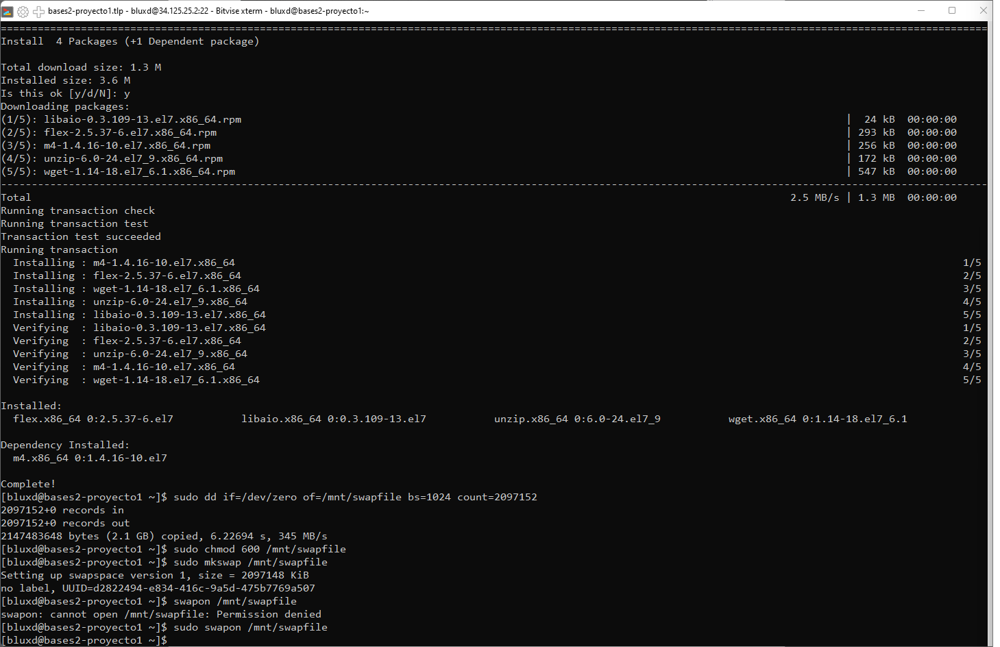 bases2-proyecto1.tlp - bluxd@34.125.25.2:22 - Bitvise xterm - bluxd@bases2-proyecto1:~
================================================================================================================================================================
Install  4 Packages (+1 Dependent package)
Total download size: 1.3 M
Installed size: 3.6 M
Is this ok [y/d/N]: y
Downloading packages:
(1/5): libaio-0.3.109-13.el7.x86_64.rpm | 24 kB 00:00:00
(2/5): flex-2.5.37-6.el7.x86_64.rpm | 293 kB 00:00:00
(3/5): m4-1.4.16-10.el7.x86_64.rpm | 256 kB 00:00:00
(4/5): unzip-6.0-24.el7_9.x86_64.rpm | 172 kB 00:00:00
(5/5): wget-1.14-18.el7_6.1.x86_64.rpm | 547 kB 00:00:00
----------------------------------------------------------------------------------------------------------------------------------------------------------------
Total 2.5 MB/s | 1.3 MB 00:00:00
Running transaction check
Running transaction test
Transaction test succeeded
Running transaction
  Installing : m4-1.4.16-10.el7.x86_64 1/5
  Installing : flex-2.5.37-6.el7.x86_64 2/5
  Installing : wget-1.14-18.el7_6.1.x86_64 3/5
  Installing : unzip-6.0-24.el7_9.x86_64 4/5
  Installing : libaio-0.3.109-13.el7.x86_64 5/5
  Verifying  : libaio-0.3.109-13.el7.x86_64 1/5
  Verifying  : flex-2.5.37-6.el7.x86_64 2/5
  Verifying  : unzip-6.0-24.el7_9.x86_64 3/5
  Verifying  : m4-1.4.16-10.el7.x86_64 4/5
  Verifying  : wget-1.14-18.el7_6.1.x86_64 5/5
Installed:
  flex.x86_64 0:2.5.37-6.el7 libaio.x86_64 0:0.3.109-13.el7 unzip.x86_64 0:6.0-24.el7_9 wget.x86_64 0:1.14-18.el7_6.1
Dependency Installed:
  m4.x86_64 0:1.4.16-10.el7
Complete!
[bluxd@bases2-proyecto1 ~]$ sudo dd if=/dev/zero of=/mnt/swapfile bs=1024 count=2097152
2097152+0 records in
2097152+0 records out
2147483648 bytes (2.1 GB) copied, 6.22694 s, 345 MB/s
[bluxd@bases2-proyecto1 ~]$ sudo chmod 600 /mnt/swapfile
[bluxd@bases2-proyecto1 ~]$ sudo mkswap /mnt/swapfile
Setting up swapspace version 1, size = 2097148 KiB
no label, UUID=d2822494-e834-416c-9a5d-475b7769a507
[bluxd@bases2-proyecto1 ~]$ swapon /mnt/swapfile
swapon: cannot open /mnt/swapfile: Permission denied
[bluxd@bases2-proyecto1 ~]$ sudo swapon /mnt/swapfile
[bluxd@bases2-proyecto1 ~]$